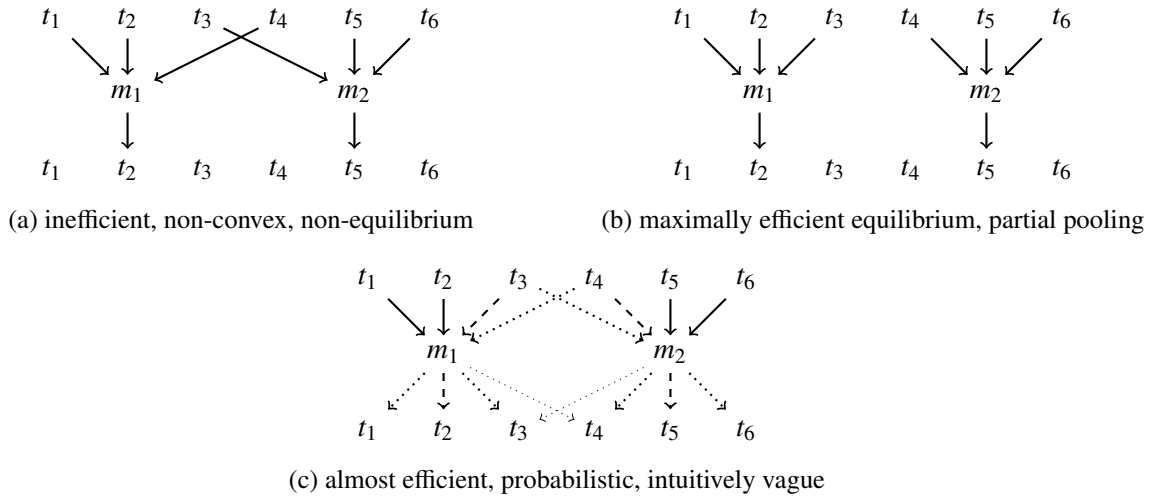 t1 t2 t3 t4 t5 t6 t1 t2 t3 t4 t5 t6
m1 m2 m1 m2
t1 t2 t3 t4 t5 t6 t1 t2 t3 t4 t5 t6
(a) inefficient, non-convex, non-equilibrium (b) maximally efficient equilibrium, partial pooling
t1 t2 t3 t4 t5 t6
m1 m2
t1 t2 t3 t4 t5 t6
(c) almost efficient, probabilistic, intuitively vague